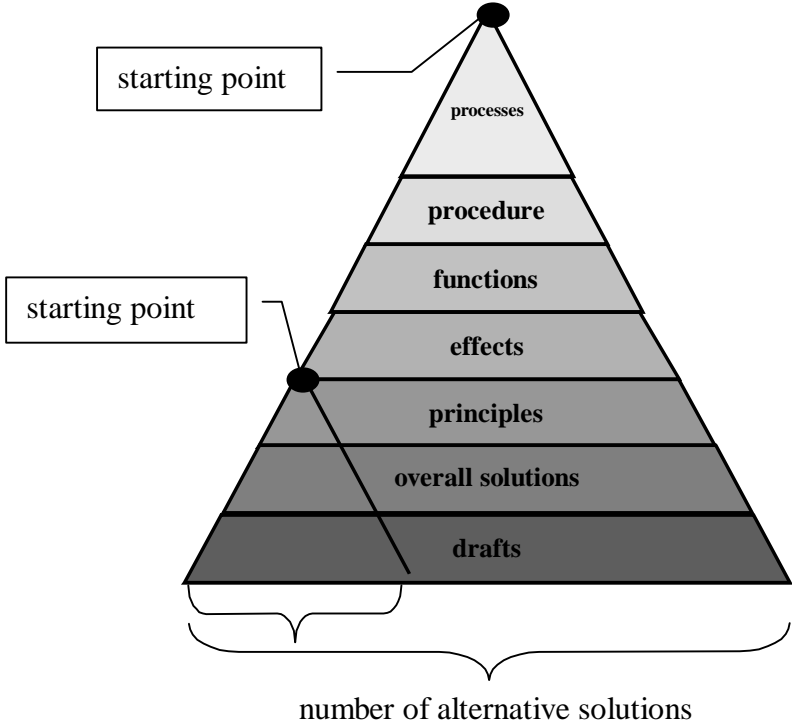 starting point
processes
procedure
functions
starting point
effects
principles
overall solutions
drafts
number of alternative solutions